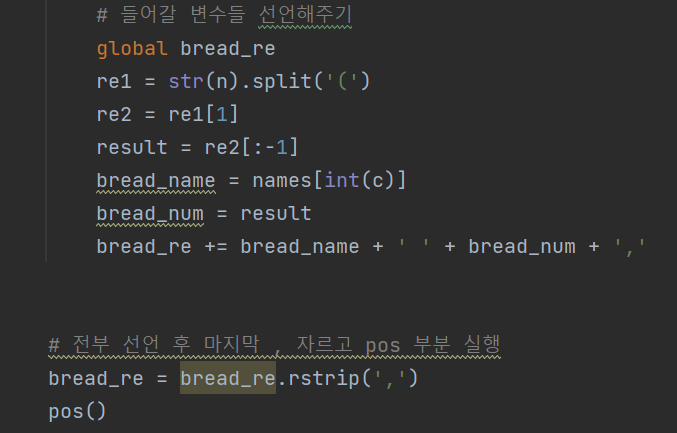 # 들어갈 변수들 선언해주기
global bread_re
re1 = str(n).split('(')
re2 = re1[1]
result = re2[:-1]
bread_name = names[int(c)]
bread_num = result
bread_re += bread_name + ' ' + bread_num + ','
# 전부 선언 후 마지막 , 자르고 pos 부분 실행
bread_re = bread_re.rstrip(',')
pos()